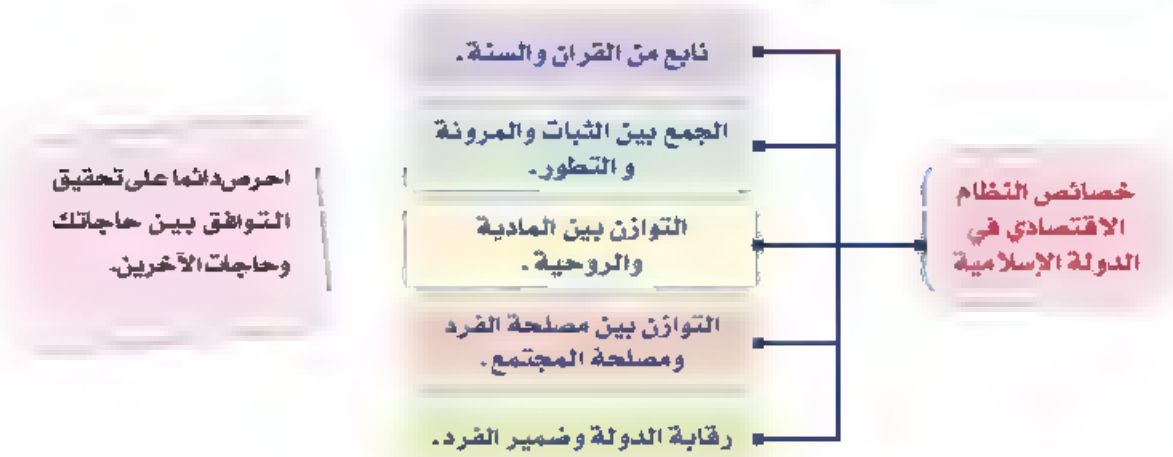 خصائص النظام
الاقتصادي في
الدولة الإسلامية
نابع من القران والسنة.
الجمع بين الثبات والمرونة
و التطور.
التوازن بين المادية
والروحية.
التوازن بين مصلحة الفرد
ومصلحة المجتمع.
رقابة الدولة وضمير الفرد.
احرص دائما على تحقيق
التوافق بين حاجاتك
وحاجات الآخرين.